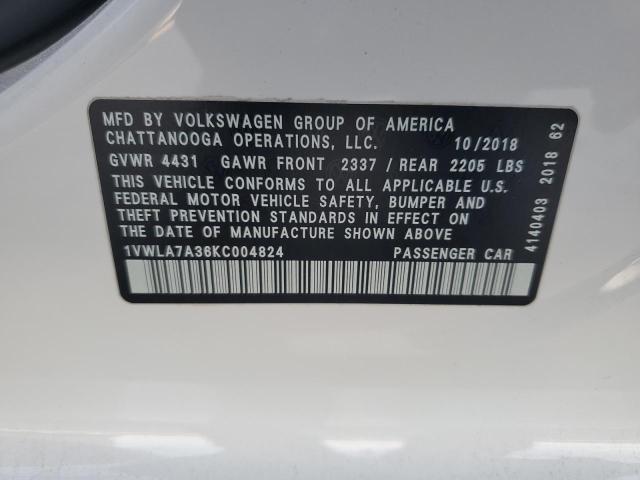 MFD BY VOLKSWAGEN GROUP OF AMERICA
CHATTANOOGA OPERATIONS, LLC. 10/2018
GVWR 4431 GAWR FRONT 2337 / REAR 2205 LBS
THIS VEHICLE CONFORMS TO ALL APPLICABLE U.S.
FEDERAL MOTOR VEHICLE SAFETY, BUMPER AND
THEFT PREVENTION STANDARDS IN EFFECT ON
THE DATE OF MANUFACTURE SHOWN ABOVE.
1VWLA7A36KC004824 PASSENGER CAR
4140403 2018 62